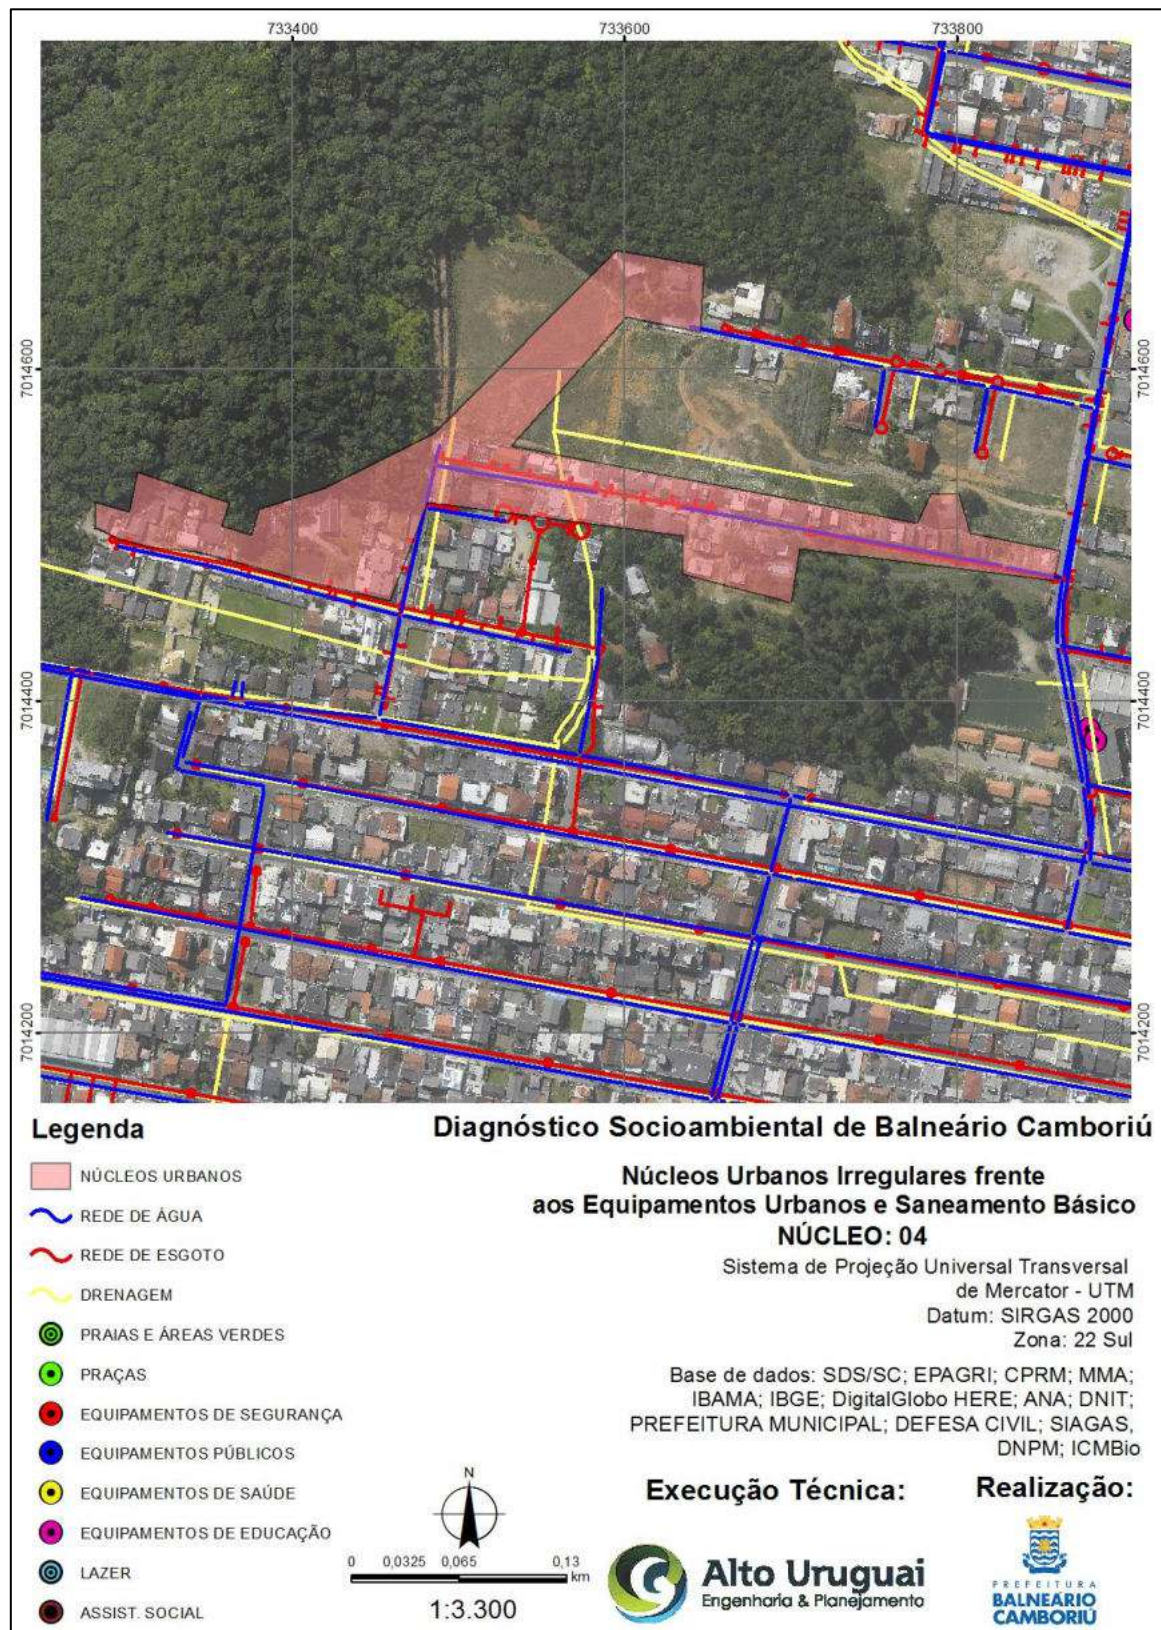 733400
733600
733800
7014600
7014600
7014400
7014400
7014200
7014200
Legenda
NÚCLEOS URBANOS
REDE DE ÁGUA
REDE DE ESGOTO
DRENAGEM
PRAIAS E ÁREAS VERDES
PRAÇAS
EQUIPAMENTOS DE SEGURANÇA
EQUIPAMENTOS PÚBLICOS
EQUIPAMENTOS DE SAÚDE
EQUIPAMENTOS DE EDUCAÇÃO
LAZER
ASSIST. SOCIAL
Diagnóstico Socioambiental de Balneário Camboriú
Núcleos Urbanos Irregulares frente
aos Equipamentos Urbanos e Saneamento Básico
NÚCLEO: 04
Sistema de Projeção Universal Transversal
de Mercator - UTM
Datum: SIRGAS 2000
Zona: 22 Sul
Base de dados: SDS/SC; EPAGRI; CPRM; MMA;
IBAMA; IBGE; DigitalGlobo HERE; ANA; DNIT;
PREFEITURA MUNICIPAL; DEFESA CIVIL; SIAGAS,
DNPM; ICMBio
N
0 0,0325 0,065 0,13
km
1:3.300
Execução Técnica:
Alto Uruguai
Engenharia & Planejamento
Realização:
PREFEITURA
BALNEÁRIO
CAMBORIÚ